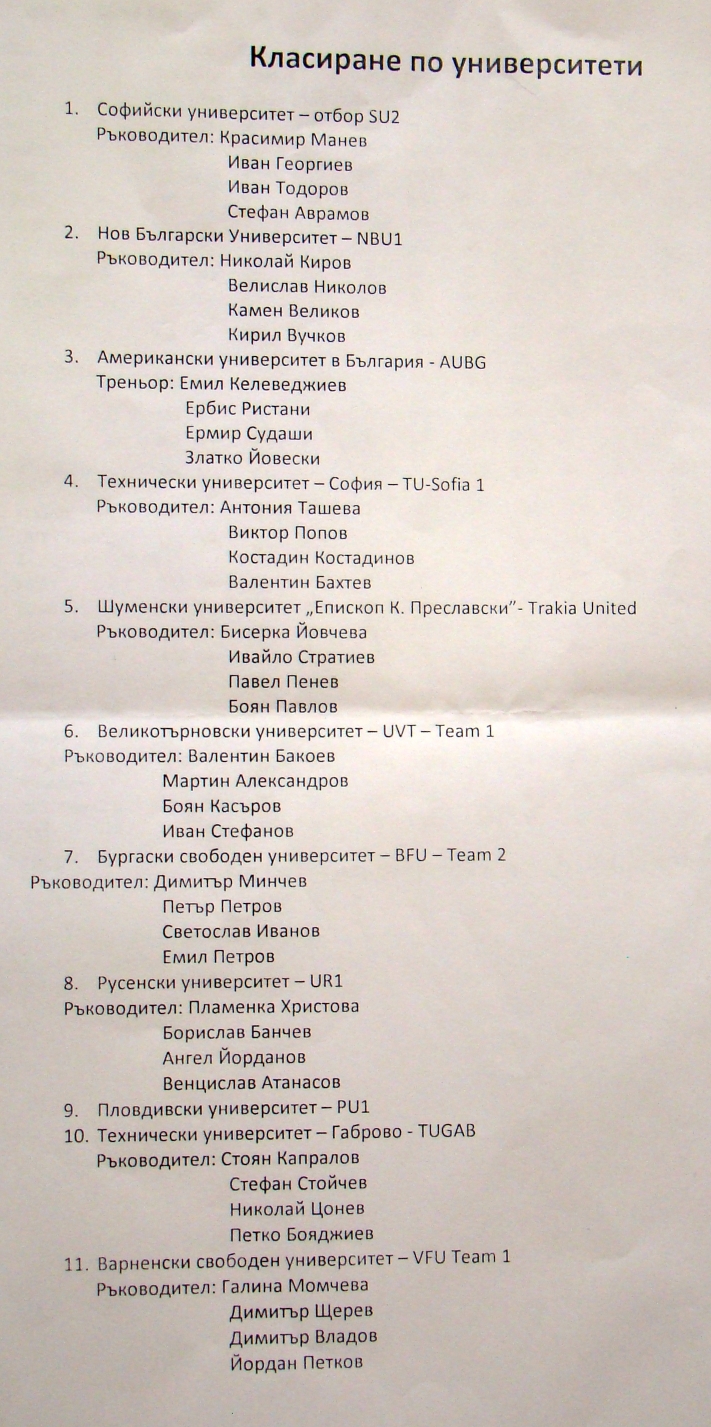 Класиране по университети
1. Софийски университет – отбор SU2
Ръководител: Красимир Манев
Иван Георгиев
Иван Тодоров
Стефан Аврамов
2. Нов Български Университет – NBU1
Ръководител: Николай Киров
Велислав Николов
Камен Великов
Кирил Вучков
3. Американски университет в България - AUBG
Треньор: Емил Келеведжиев
Ербис Ристани
Ермир Судаши
Златко Йовески
4. Технически университет – София – TU-Sofia 1
Ръководител: Антония Ташева
Виктор Попов
Костадин Костадинов
Валентин Бахтев
5. Шуменски университет „Епископ К. Преславски”- Trakia United
Ръководител: Бисерка Йовчева
Ивайло Стратиев
Павел Пенев
Боян Павлов
6. Великотърновски университет – UVT – Team 1
Ръководител: Валентин Бакоев
Мартин Александров
Боян Касъров
Иван Стефанов
7. Бургаски свободен университет – BFU – Team 2
Ръководител: Димитър Минчев
Петър Петров
Светослав Иванов
Емил Петров
8. Русенски университет – UR1
Ръководител: Пламенка Христова
Борислав Банчев
Ангел Йорданов
Венцислав Атанасов
9. Пловдивски университет – PU1
10. Технически университет – Габрово - TUGAB
Ръководител: Стоян Капралов
Стефан Стойчев
Николай Цонев
Петко Бояджиев
11. Варненски свободен университет – VFU Team 1
Ръководител: Галина Момчева
Димитър Щерев
Димитър Владов
Йордан Петков